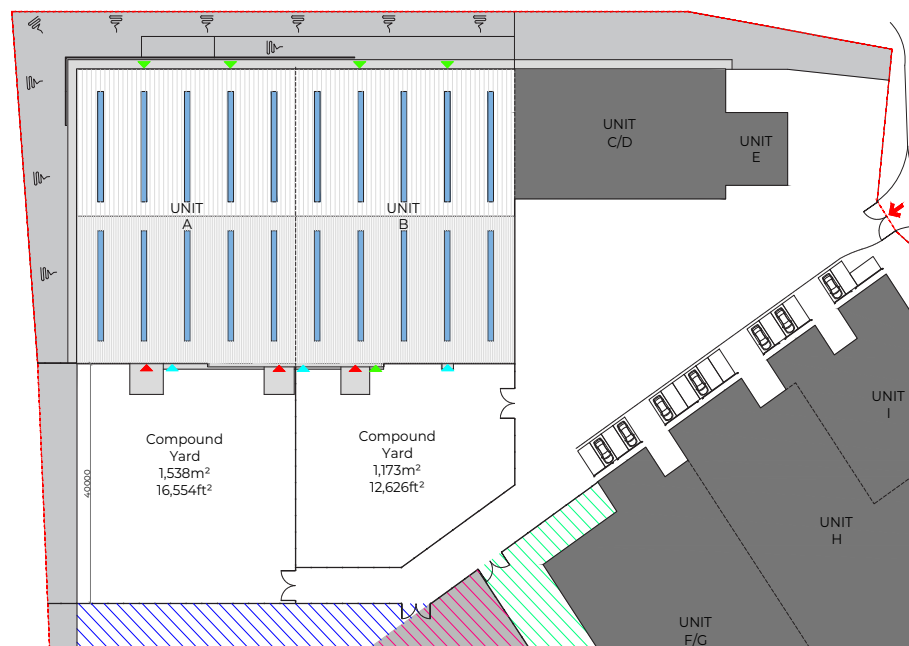 UNIT
C/D
UNIT
E
UNIT
A
UNIT
B
Compound
Yard
1,538m²
16,554ft²
Compound
Yard
1,173m²
12,626ft²
40000
UNIT
I
UNIT
H
UNIT
F/G